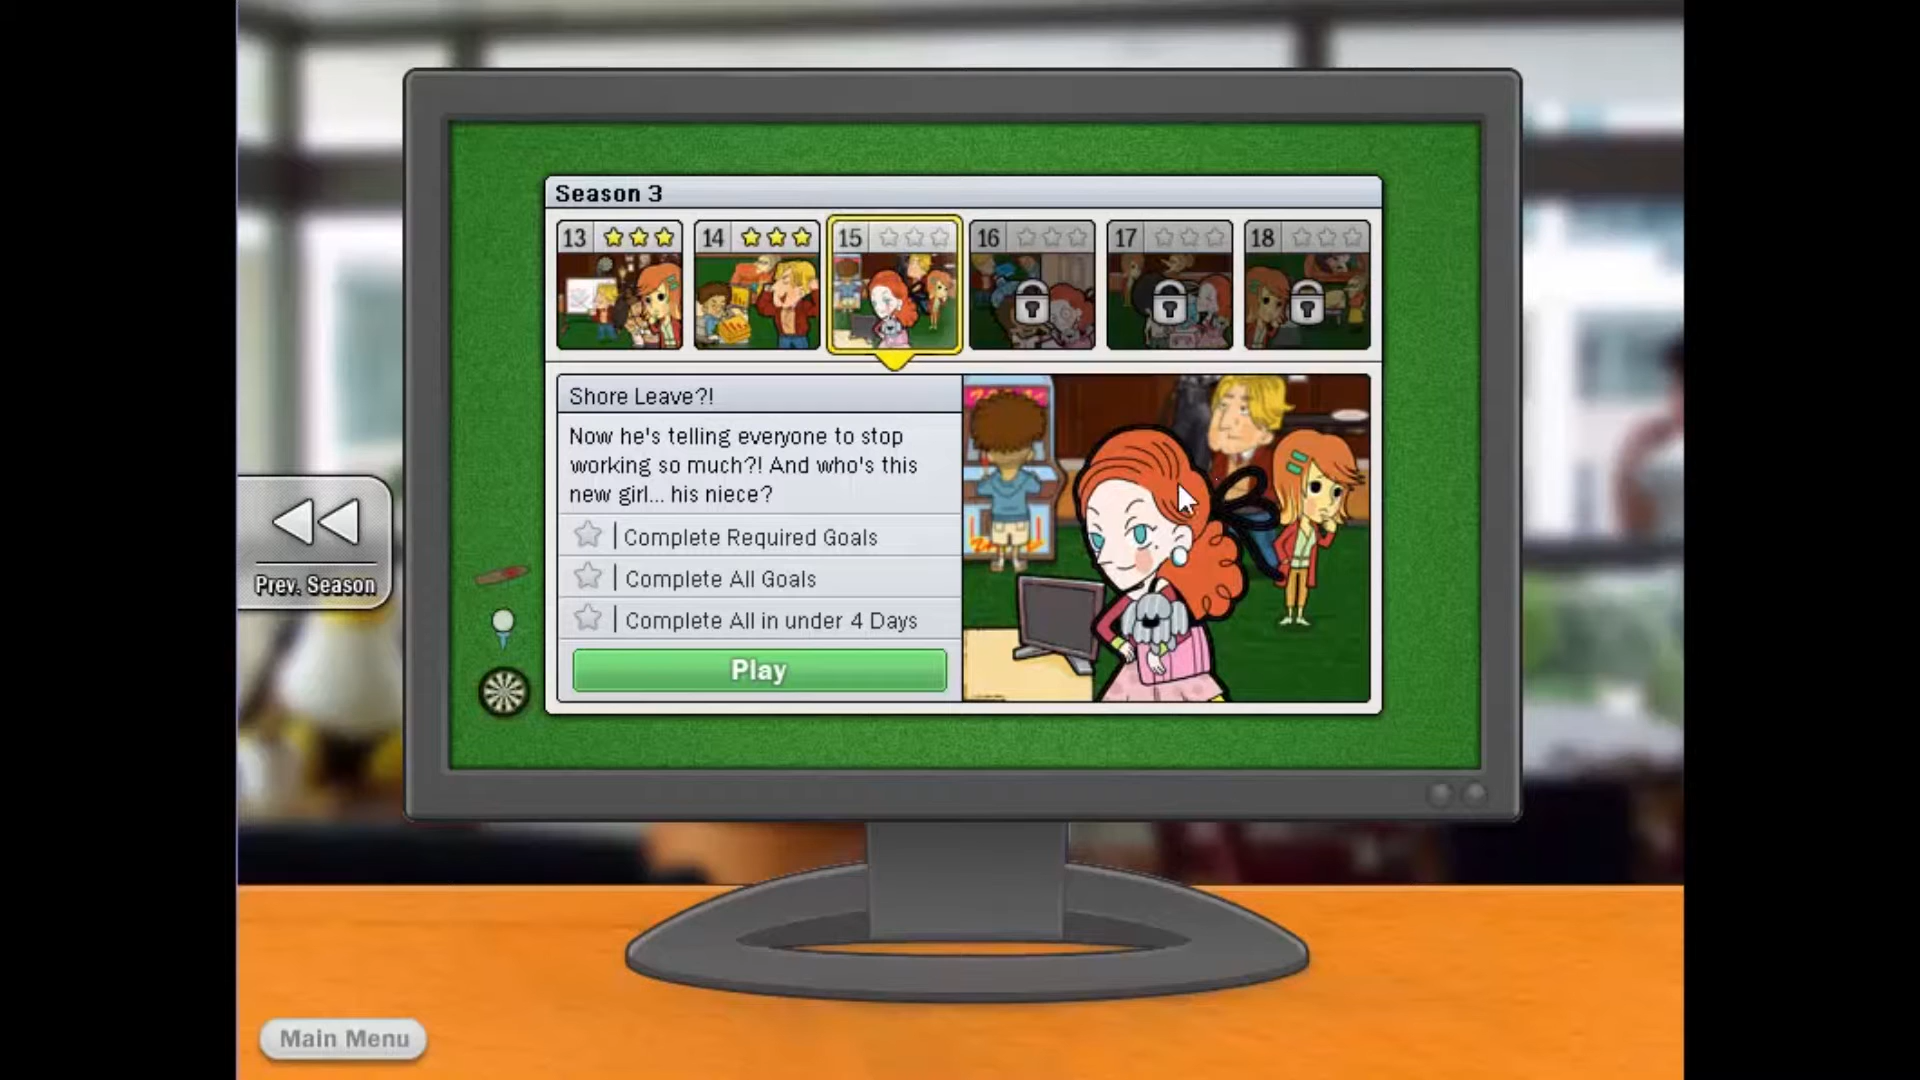 Season 3
13
14
15
16
17
18
Shore Leave?!
Now he's telling everyone to stop
working so much?! And who's this
new girl... his niece?
Complete Required Goals
Complete All Goals
Complete All in under 4 Days
Play
Prev. Season
Main Menu